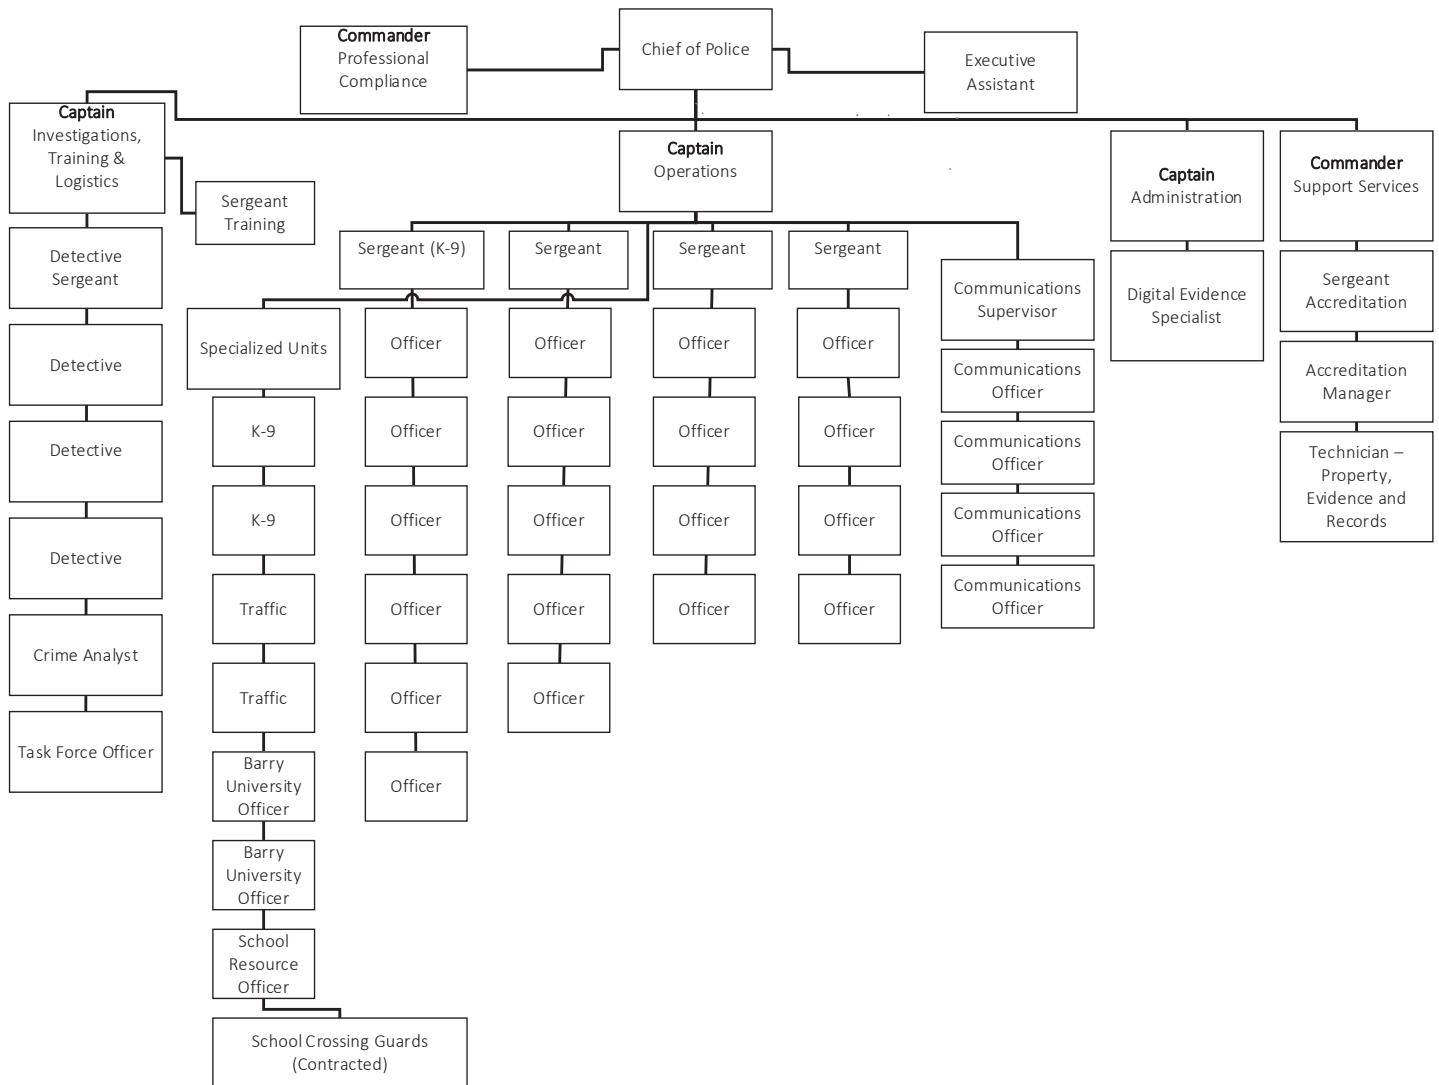 Commander
Professional
Compliance
Chief of Police
Executive
Assistant
Captain
Investigations,
Training &
Logistics
Sergeant
Training
Captain
Operations
Captain
Administration
Commander
Support Services
Detective
Sergeant
Detective
Detective
Detective
Crime Analyst
Task Force Officer
Specialized Units
K-9
K-9
Traffic
Traffic
Barry
University
Officer
Barry
University
Officer
School
Resource
Officer
School Crossing Guards
(Contracted)
Sergeant (K-9)
Officer
Officer
Officer
Officer
Officer
Officer
Sergeant
Officer
Officer
Officer
Officer
Officer
Sergeant
Officer
Officer
Officer
Officer
Sergeant
Officer
Officer
Officer
Officer
Communications
Supervisor
Communications
Officer
Communications
Officer
Communications
Officer
Communications
Officer
Digital Evidence
Specialist
Sergeant
Accreditation
Accreditation
Manager
Technician –
Property,
Evidence and
Records